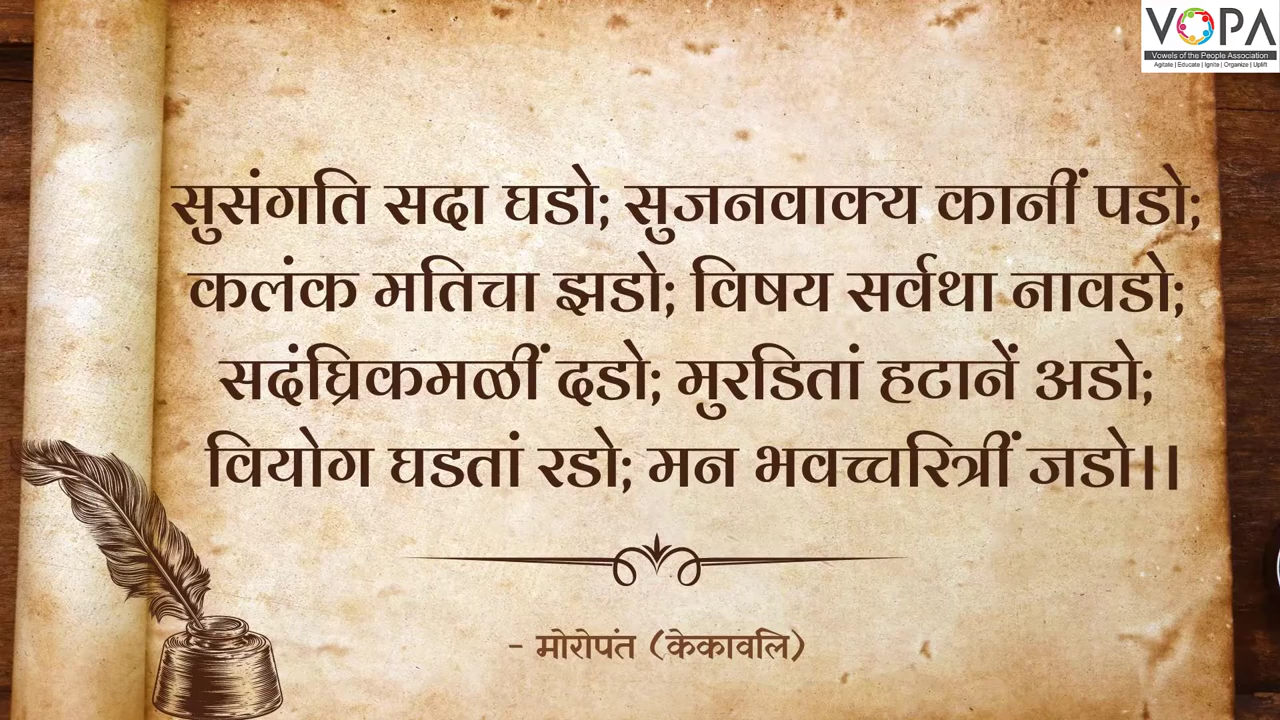 VOPA
Vowels of the People Association
Agitate | Educate | Ignite | Organize | Uplift
सुसंगति सदा घडो; सुजनवाक्य कानीं पडो;
कलंक मतिचा झडो; विषय सर्वथा नावडो;
सदंघ्रिकमळीं दडो; मुरडितां हटानें अडो;
वियोग घडतां रडो; मन भवच्चरित्रीं जडो।।
- मोरोपंत (केकावलि)